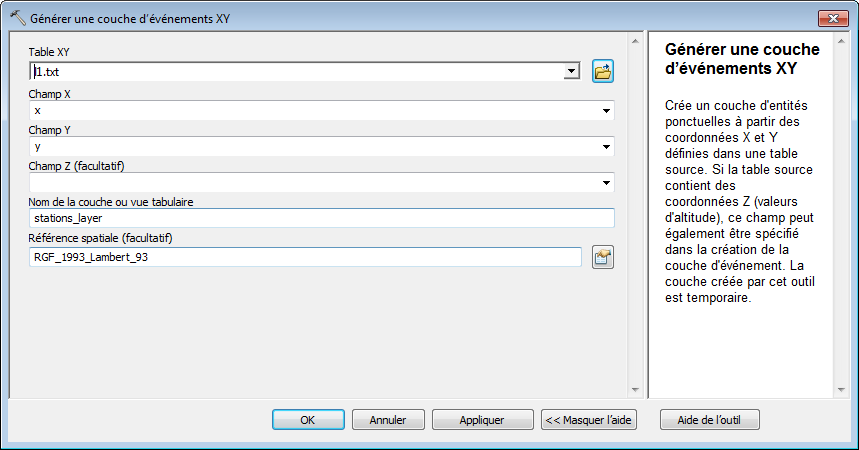 Générer une couche d'événements XY
Table XY
l1.txt
Champ X
x
Champ Y
y
Champ Z (facultatif)
Nom de la couche ou vue tabulaire
stations_layer
Référence spatiale (facultatif)
RGF_1993_Lambert_93
OK
Annuler
Appliquer
<< Masquer l'aide
Générer une couche
d'événements XY
Crée un couche d'entités
ponctuelles à partir des
coordonnées X et Y
définies dans une table
source. Si la table source
contient des
coordonnées Z (valeurs
d'altitude), ce champ peut
également être spécifié
dans la création de la
couche d'événement. La
couche créée par cet outil
est temporaire.
Aide de l'outil